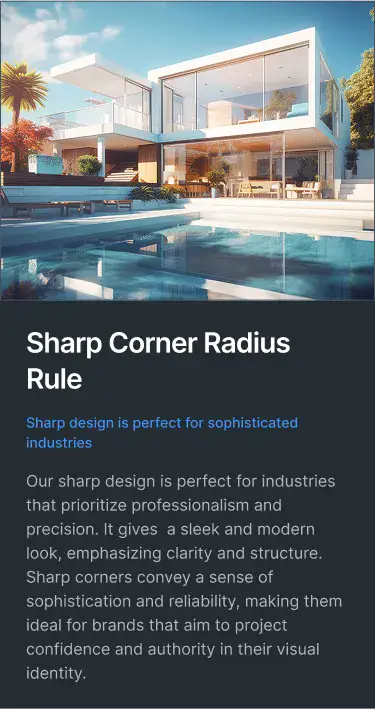 Sharp Corner Radius
Rule
Sharp design is perfect for sophisticated
industries
Our sharp design is perfect for industries
that prioritize professionalism and
precision. It gives  a sleek and modern
look, emphasizing clarity and structure.
Sharp corners convey a sense of
sophistication and reliability, making them
ideal for brands that aim to project
confidence and authority in their visual
identity.